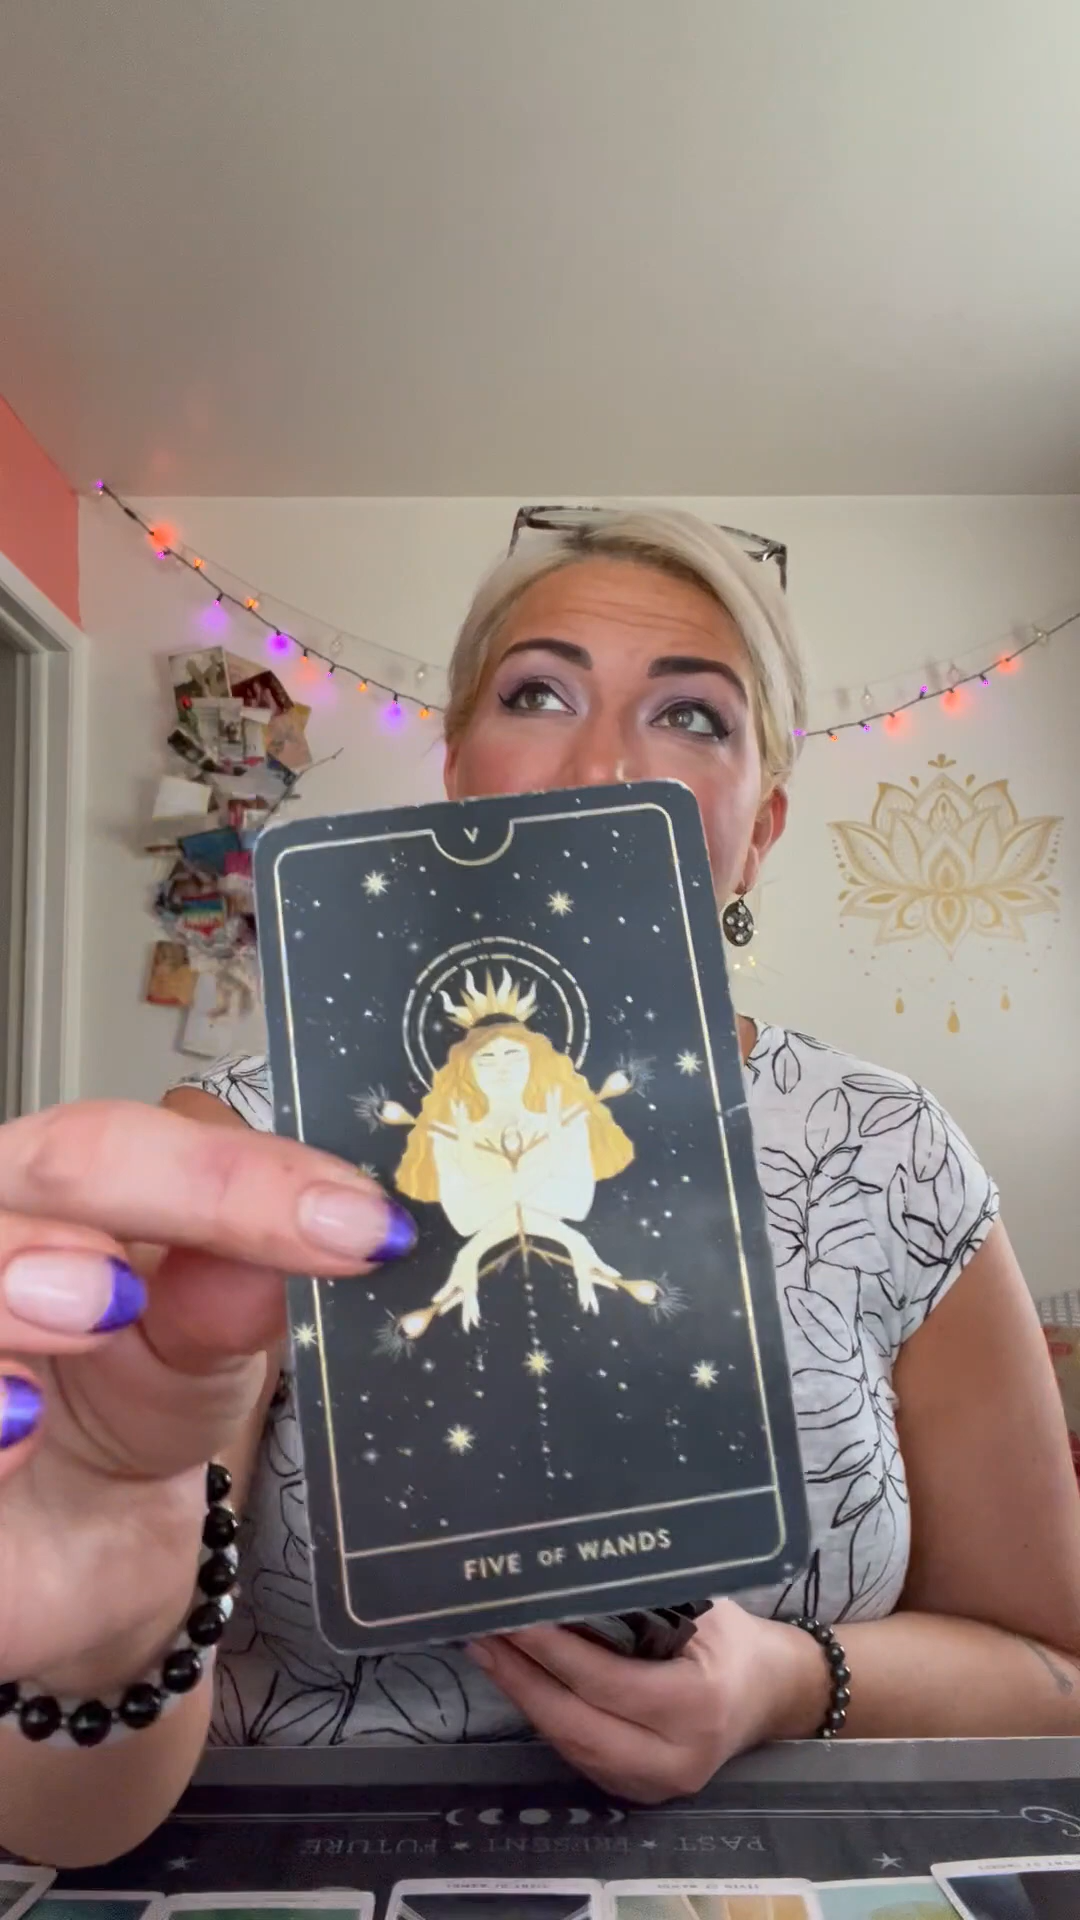 V
FIVE OF WANDS
PAST ★ PRESENT ★ FUTURE